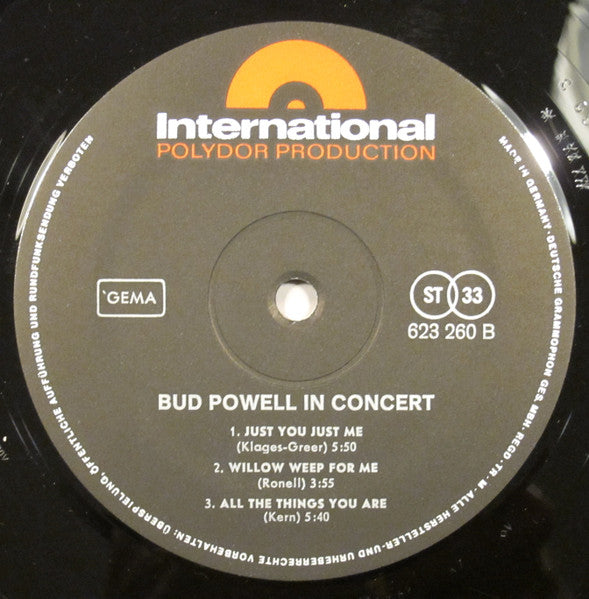 International
POLYDOR PRODUCTION
'GEMA
ST 33
623 260 B
BUD POWELL IN CONCERT
1. JUST YOU JUST ME
(Klages-Greer) 5:50
2. WILLOW WEEP FOR ME
(Ronell) 3:55
3. ALL THE THINGS YOU ARE
(Kern) 5:40
MADE IN GERMANY · DEUTSCHE GRAMMOPHON GES. MBH. REGD · TR · M · ALLE HERSTELLER- UND URHEBERRECHTE VORBEHALTEN; ÜBERSPIELUNG, ÖFFENTLICHE AUFFÜHRUNG UND RUNDFUNKSENDUNG VERBOTEN